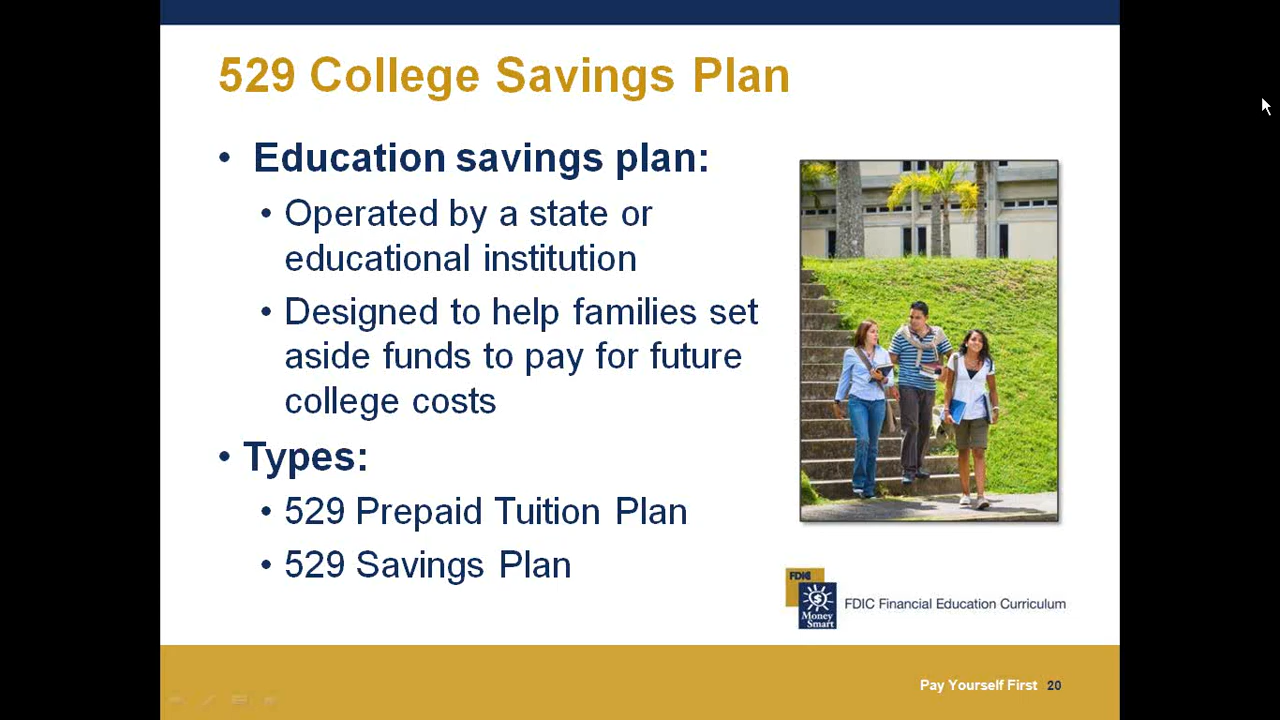 529 College Savings Plan
• Education savings plan:
• Operated by a state or
educational institution
• Designed to help families set
aside funds to pay for future
college costs
• Types:
• 529 Prepaid Tuition Plan
• 529 Savings Plan
FDIC
$
Money
Smart
FDIC Financial Education Curriculum
Pay Yourself First 20